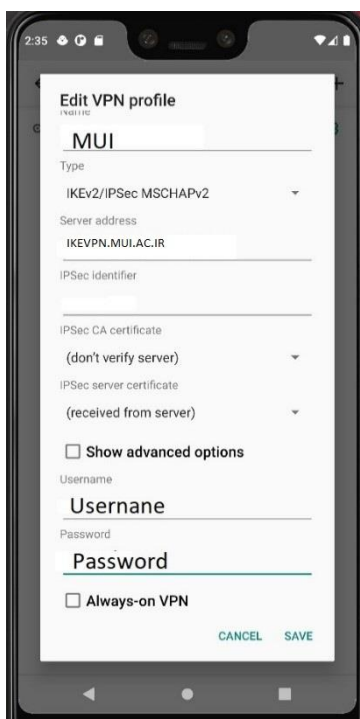 2:35
Edit VPN profile
Name
MUI
Type
IKEv2/IPSec MSCHAPv2
Server address
IKEVPN.MUI.AC.IR
IPSec identifier
IPSec CA certificate
(don't verify server)
IPSec server certificate
(received from server)
Show advanced options
Username
Usernane
Password
Password
Always-on VPN
CANCEL SAVE